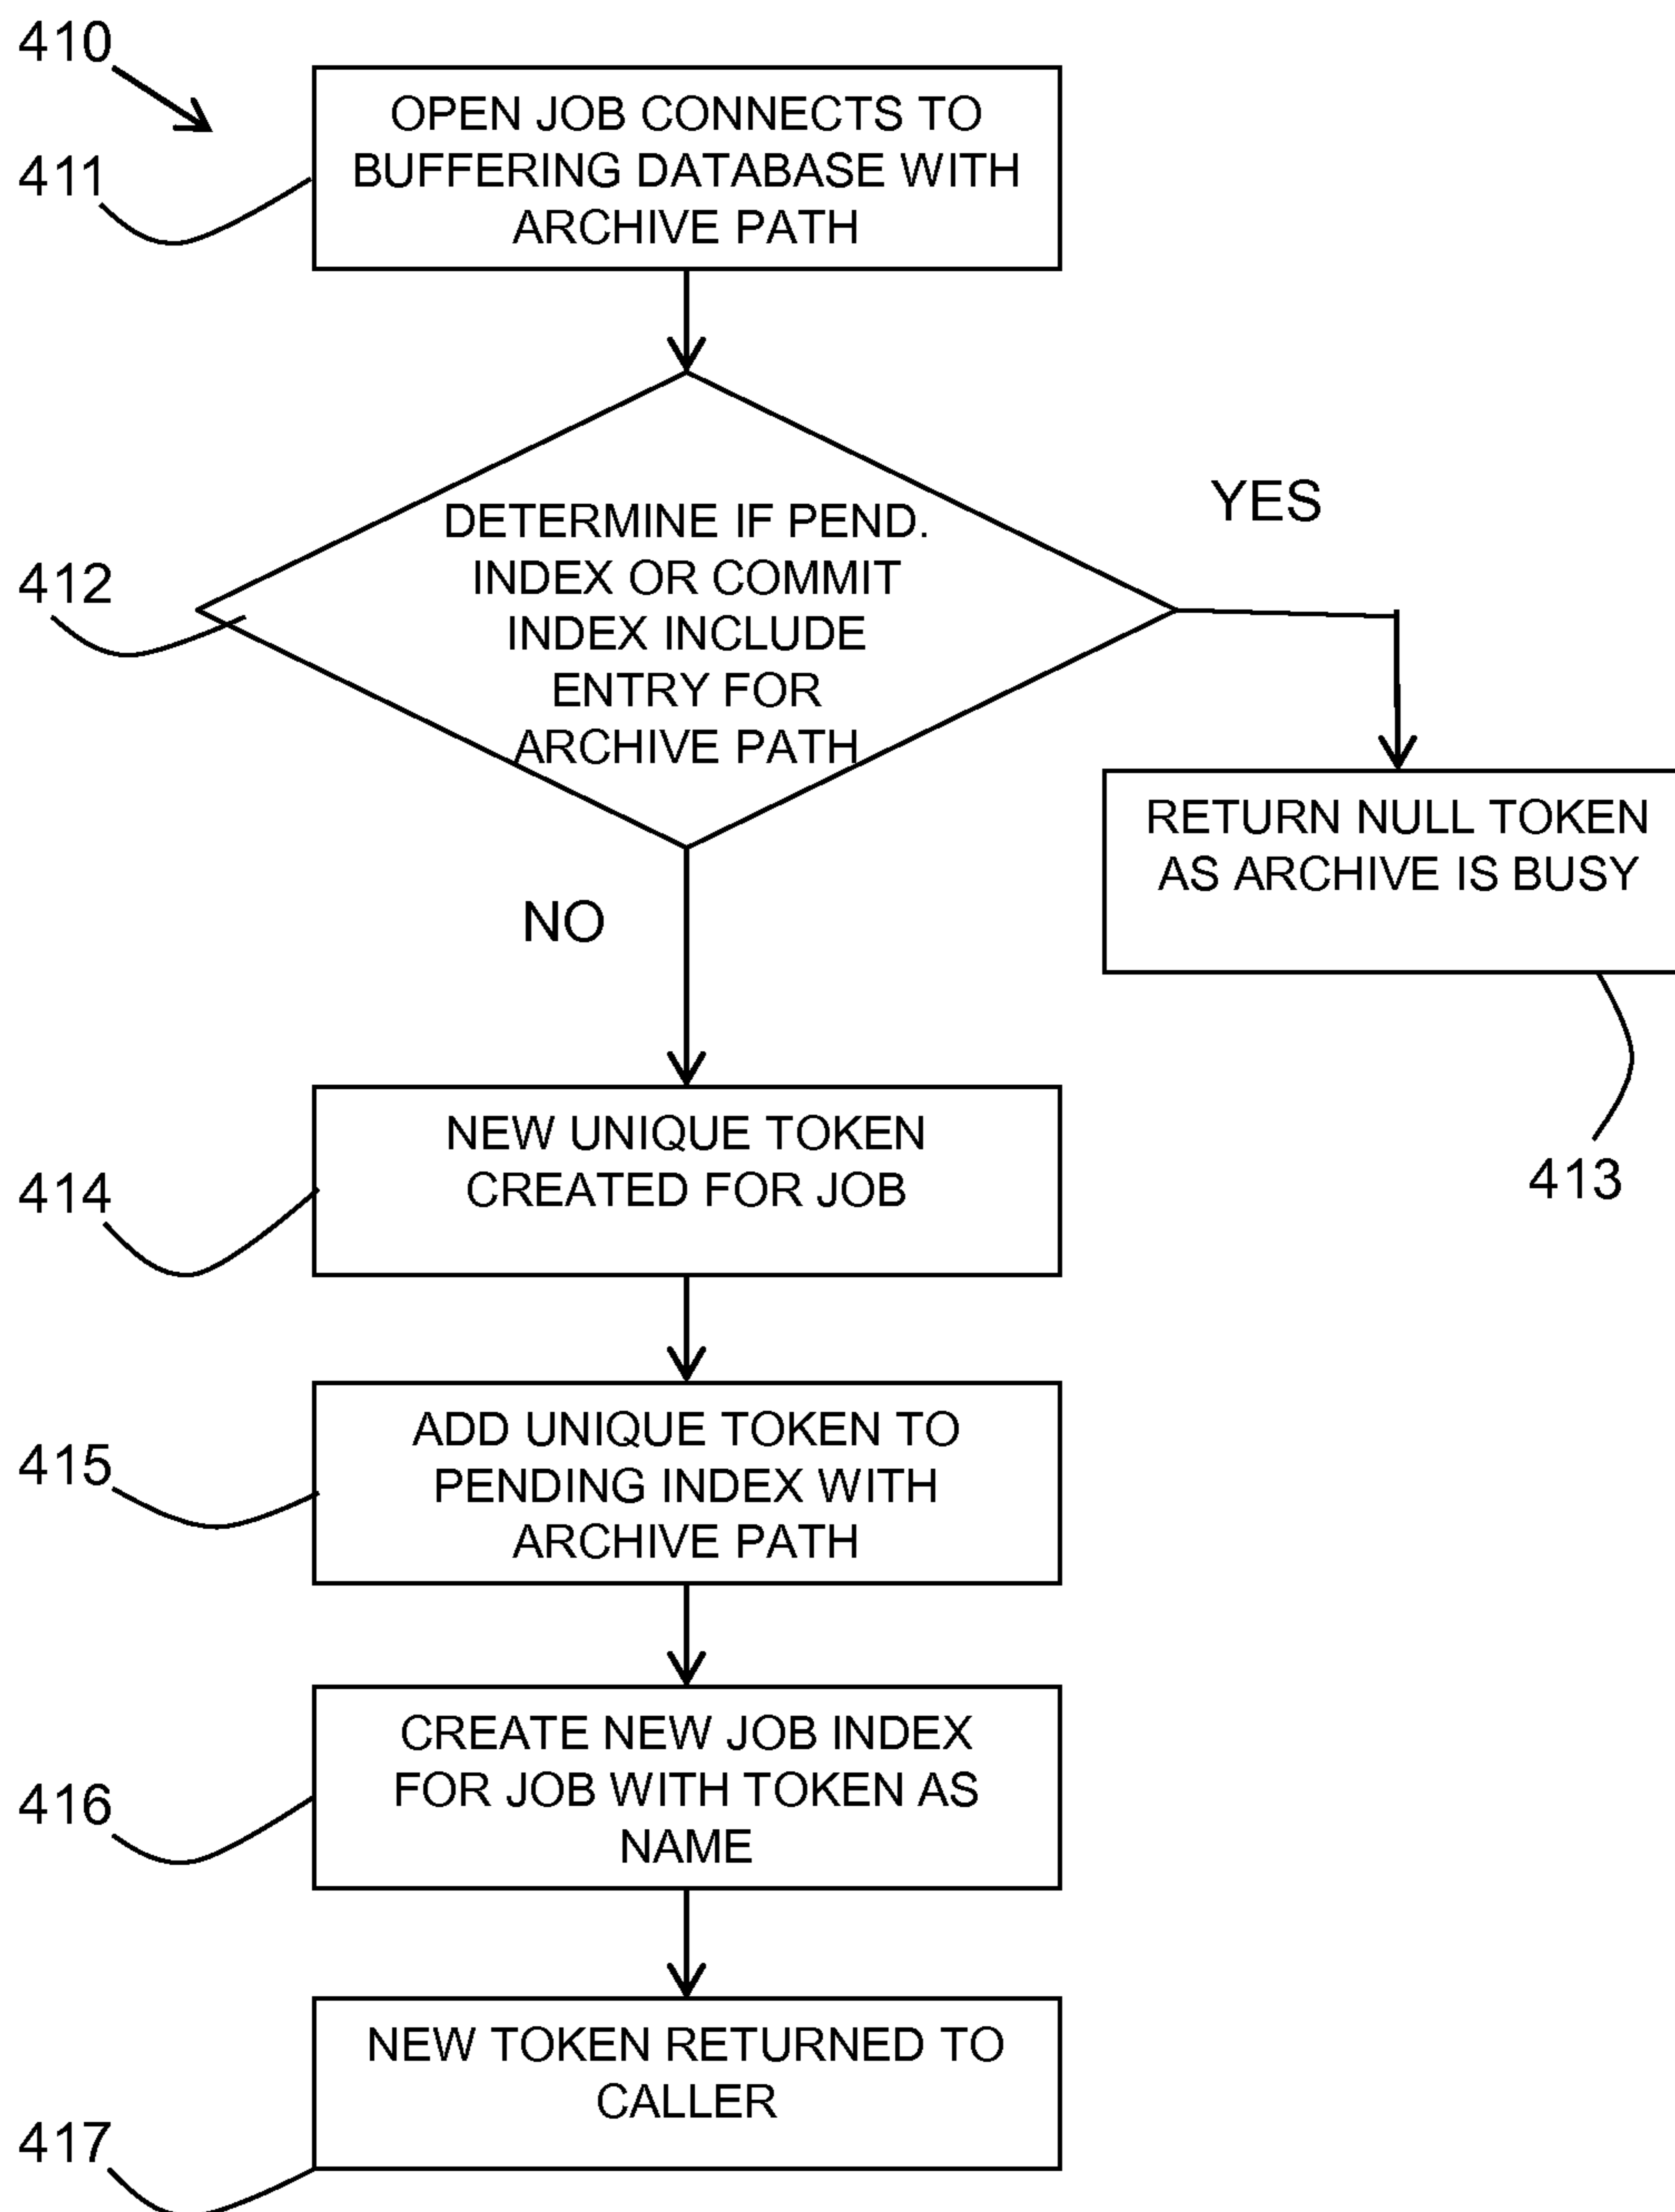 410
OPEN JOB CONNECTS TO
BUFFERING DATABASE WITH
ARCHIVE PATH
411
DETERMINE IF PEND.
INDEX OR COMMIT
INDEX INCLUDE
ENTRY FOR
ARCHIVE PATH
412
YES
RETURN NULL TOKEN
AS ARCHIVE IS BUSY
413
NO
NEW UNIQUE TOKEN
CREATED FOR JOB
414
ADD UNIQUE TOKEN TO
PENDING INDEX WITH
ARCHIVE PATH
415
CREATE NEW JOB INDEX
FOR JOB WITH TOKEN AS
NAME
416
NEW TOKEN RETURNED TO
CALLER
417